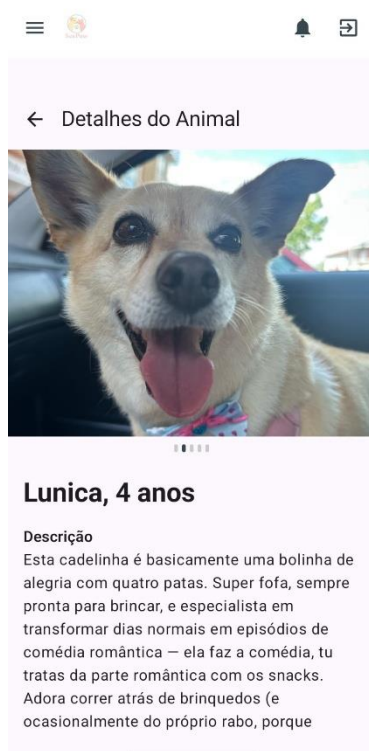 Detalhes do Animal
Lunica, 4 anos
Descrição
Esta cadelinha é basicamente uma bolinha de
alegria com quatro patas. Super fofa, sempre
pronta para brincar, e especialista em
transformar dias normais em episódios de
comédia romântica — ela faz a comédia, tu
tratas da parte romântica com os snacks.
Adora correr atrás de brinquedos (e
ocasionalmente do próprio rabo, porque